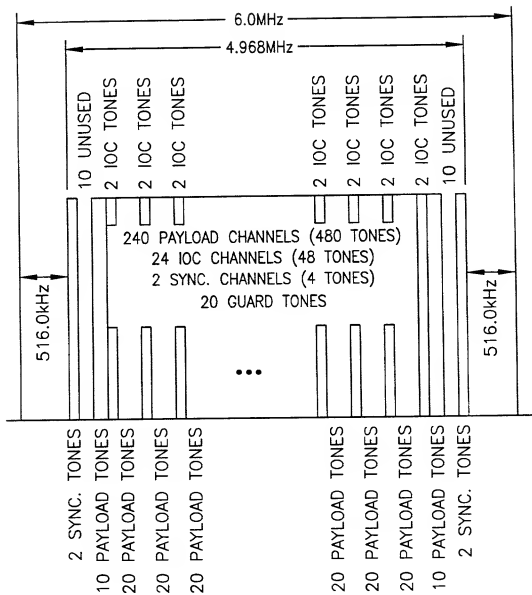 6.0MHz
4.968MHz
10 UNUSED
2 IOC TONES
2 IOC TONES
2 IOC TONES
2 IOC TONES
2 IOC TONES
2 IOC TONES
2 IOC TONES
10 UNUSED
240 PAYLOAD CHANNELS (480 TONES)
24 IOC CHANNELS (48 TONES)
2 SYNC. CHANNELS (4 TONES)
20 GUARD TONES
516.0kHz
516.0kHz
...
2 SYNC. TONES
10 PAYLOAD TONES
20 PAYLOAD TONES
20 PAYLOAD TONES
20 PAYLOAD TONES
20 PAYLOAD TONES
20 PAYLOAD TONES
20 PAYLOAD TONES
10 PAYLOAD TONES
2 SYNC. TONES